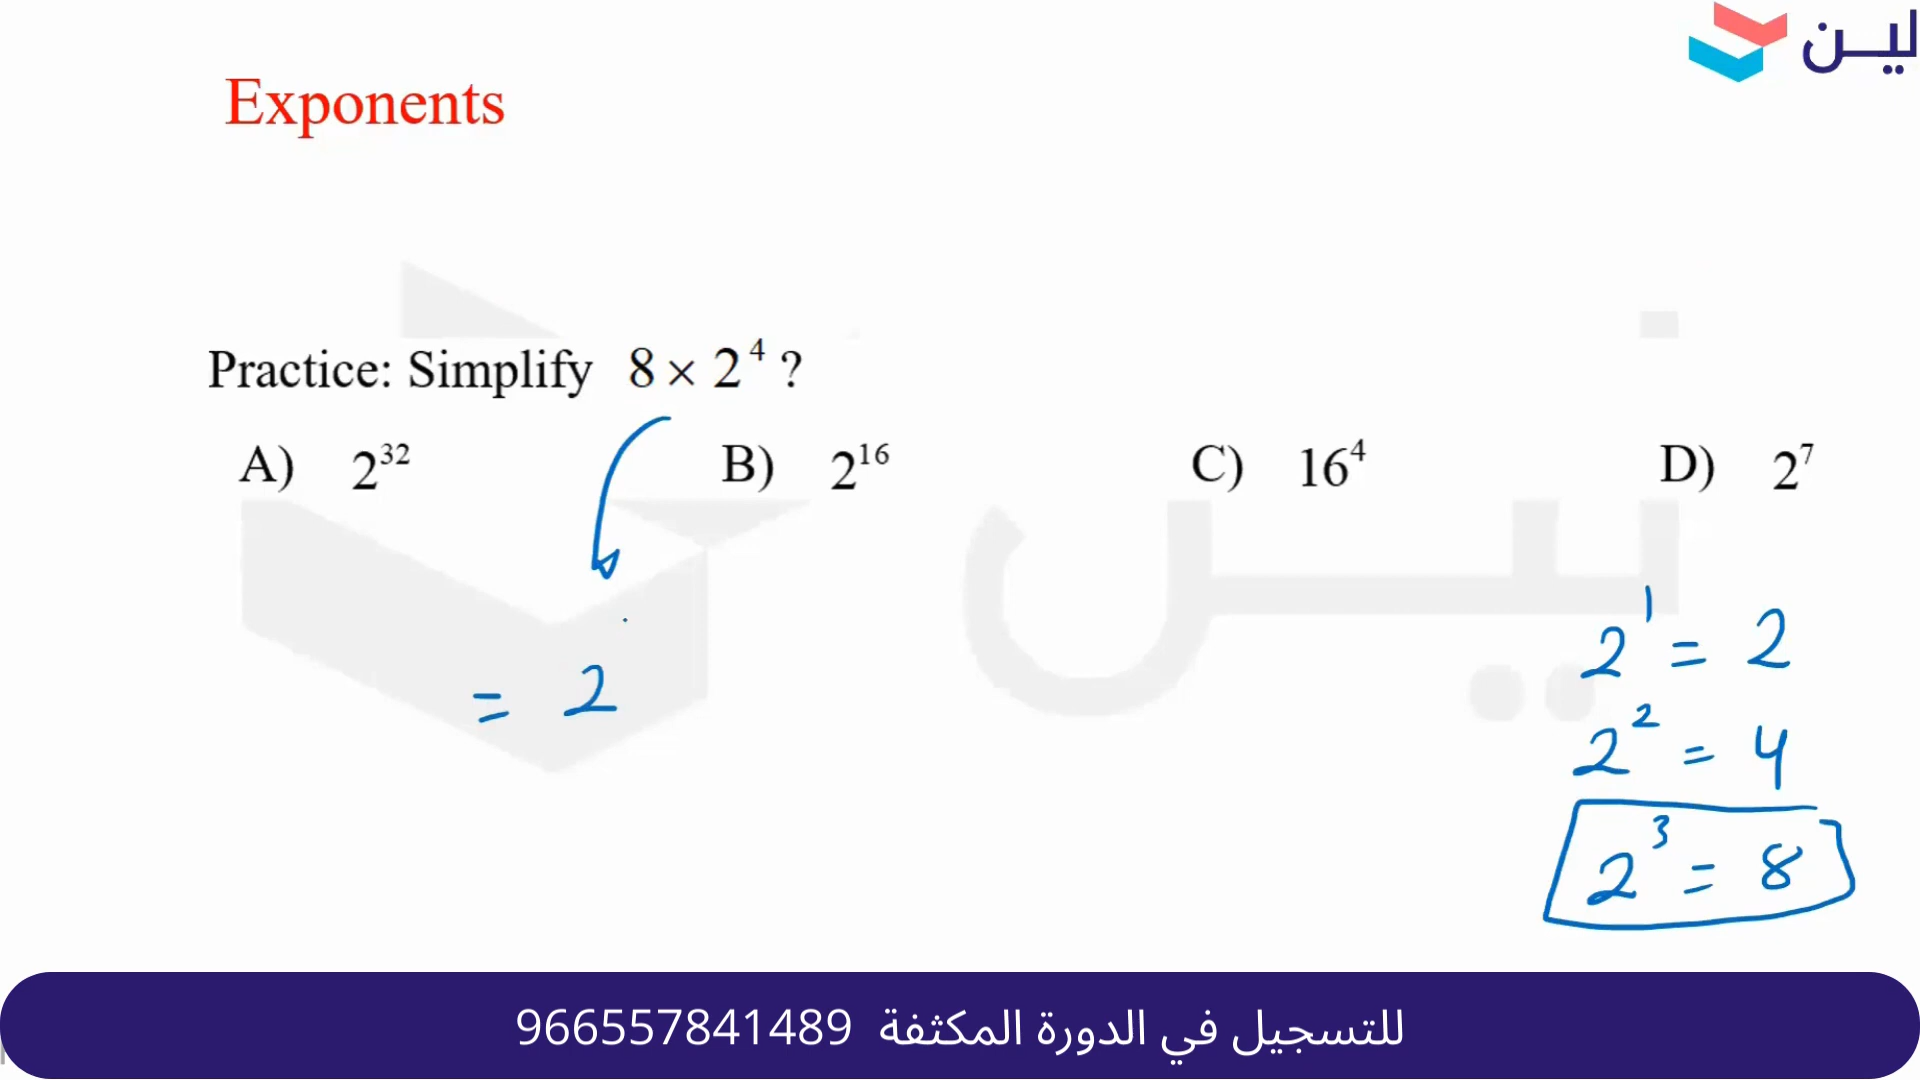 لين
Exponents
Practice: Simplify 8 × 2⁴ ?
A) 2³² B) 2¹⁶ C) 16⁴ D) 2⁷
= 2
2¹ = 2
2² = 4
2³ = 8
للتسجيل في الدورة المكثفة 966557841489